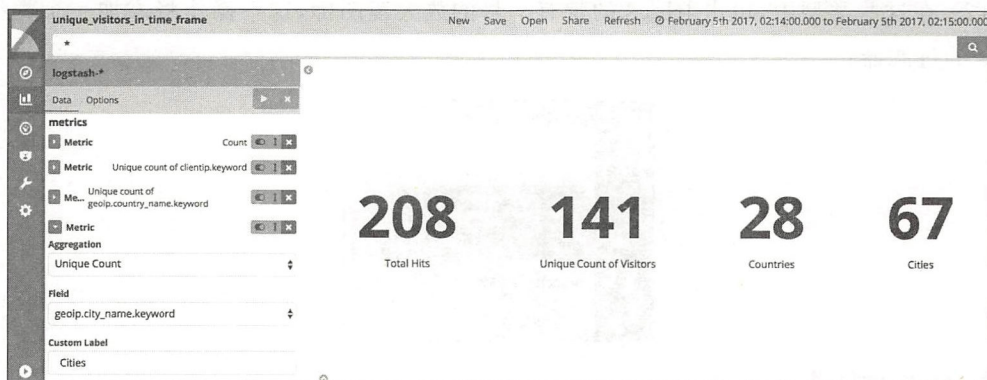 unique_visitors_in_time_frame
New Save Open Share Refresh February 5th 2017, 02:14:00.000 to February 5th 2017, 02:15:00.000
*
logstash-*
Data Options
metrics
Metric Count
Metric Unique count of clientip.keyword
Me... Unique count of
geoip.country_name.keyword
Metric
Aggregation
Unique Count
Field
geoip.city_name.keyword
Custom Label
Cities
208
Total Hits
141
Unique Count of Visitors
28
Countries
67
Cities